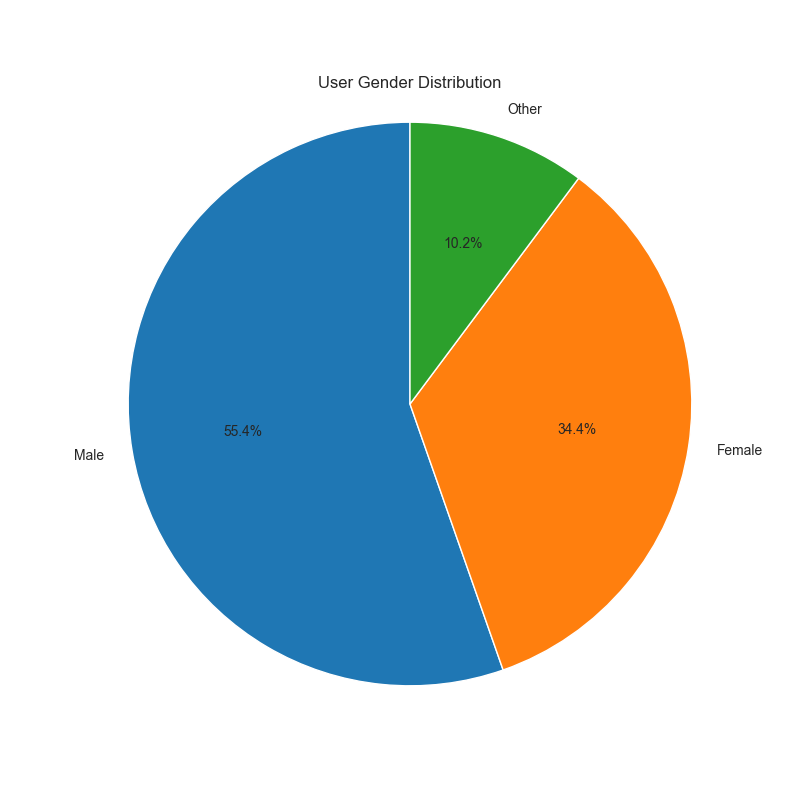 User Gender Distribution
Other
10.2%
55.4%
34.4%
Male
Female